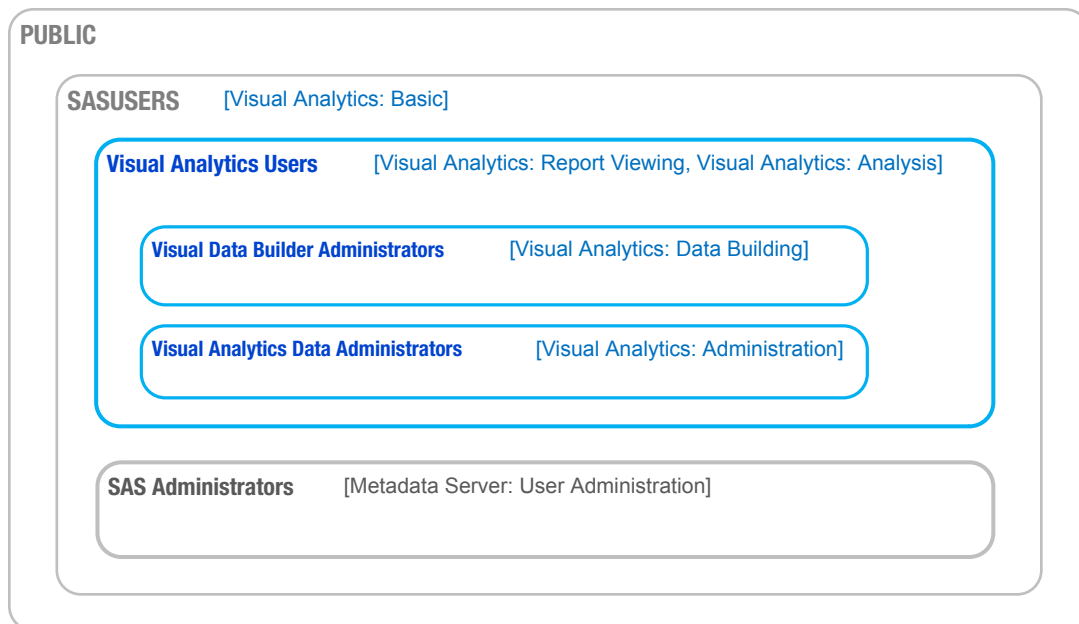 PUBLIC
SASUSERS [Visual Analytics: Basic]
Visual Analytics Users [Visual Analytics: Report Viewing, Visual Analytics: Analysis]
Visual Data Builder Administrators [Visual Analytics: Data Building]
Visual Analytics Data Administrators [Visual Analytics: Administration]
SAS Administrators [Metadata Server: User Administration]